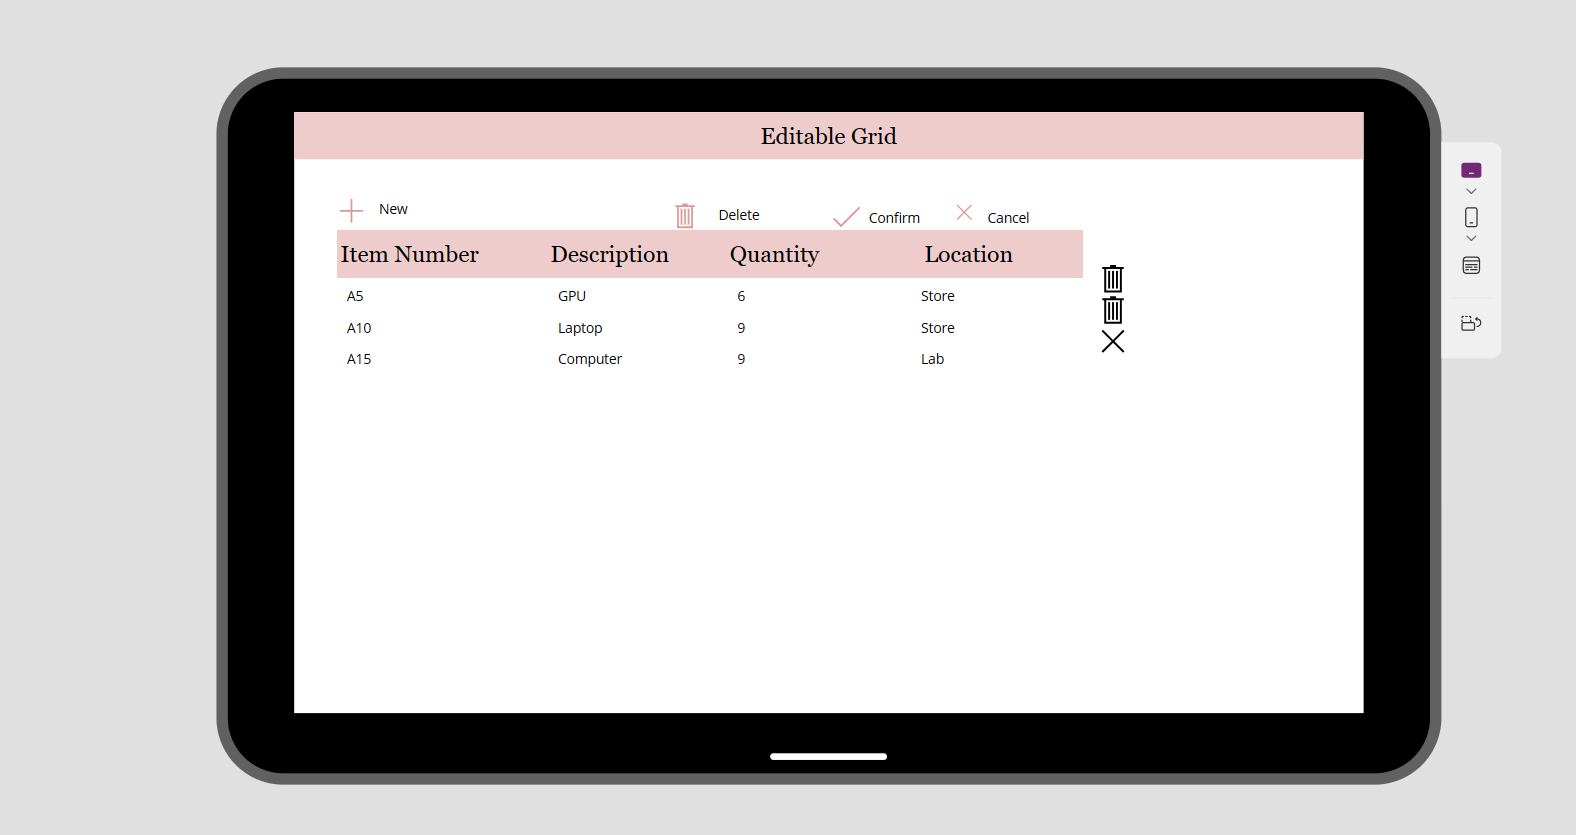 Editable Grid
New Delete Confirm Cancel
Item Number Description Quantity Location
A5 GPU 6 Store
A10 Laptop 9 Store
A15 Computer 9 Lab